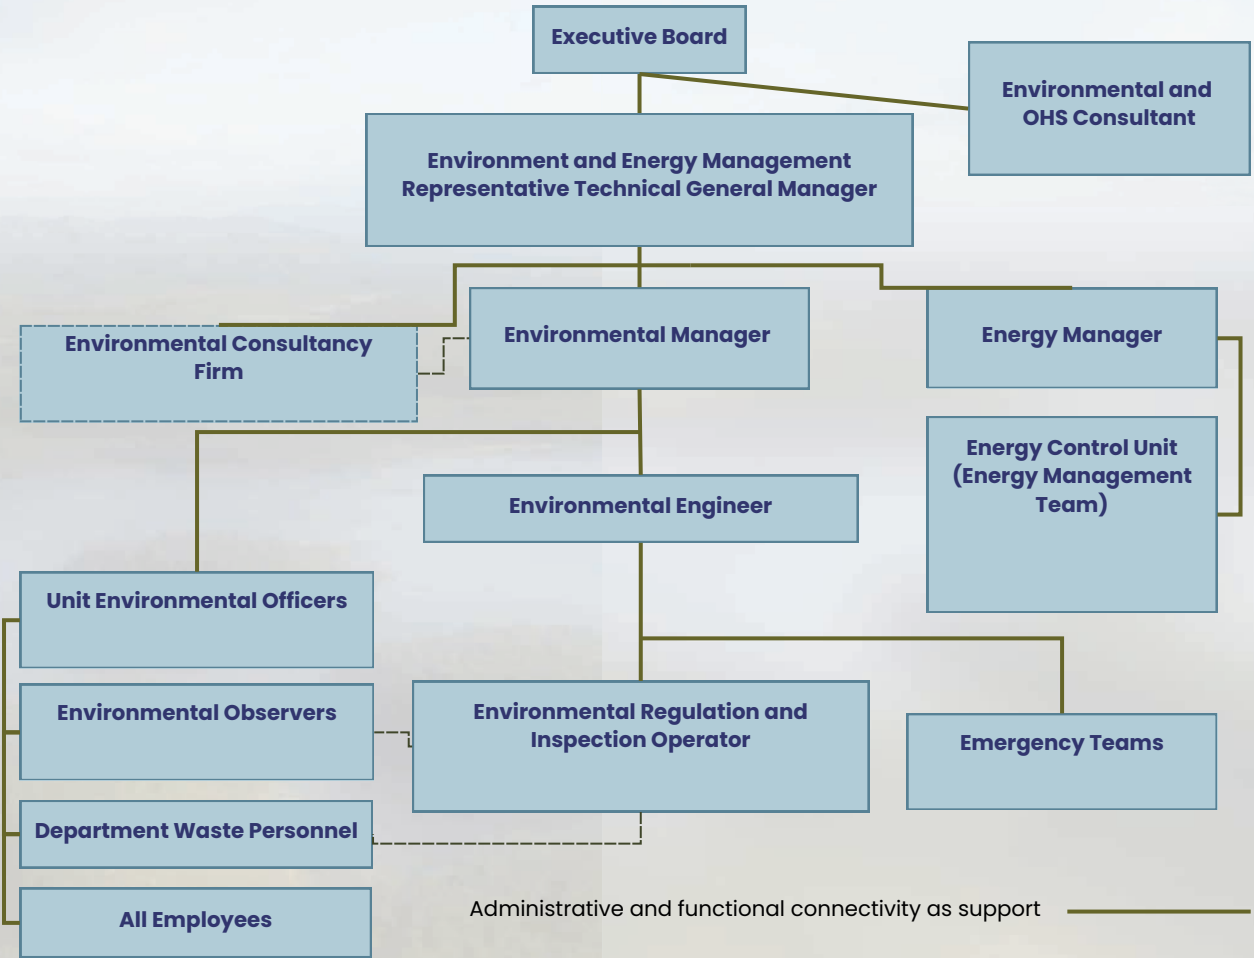 Executive Board
Environmental and
OHS Consultant
Environment and Energy Management
Representative Technical General Manager
Environmental Consultancy
Firm
Environmental Manager
Energy Manager
Energy Control Unit
(Energy Management
Team)
Environmental Engineer
Unit Environmental Officers
Environmental Observers
Environmental Regulation and
Inspection Operator
Emergency Teams
Department Waste Personnel
All Employees
Administrative and functional connectivity as support